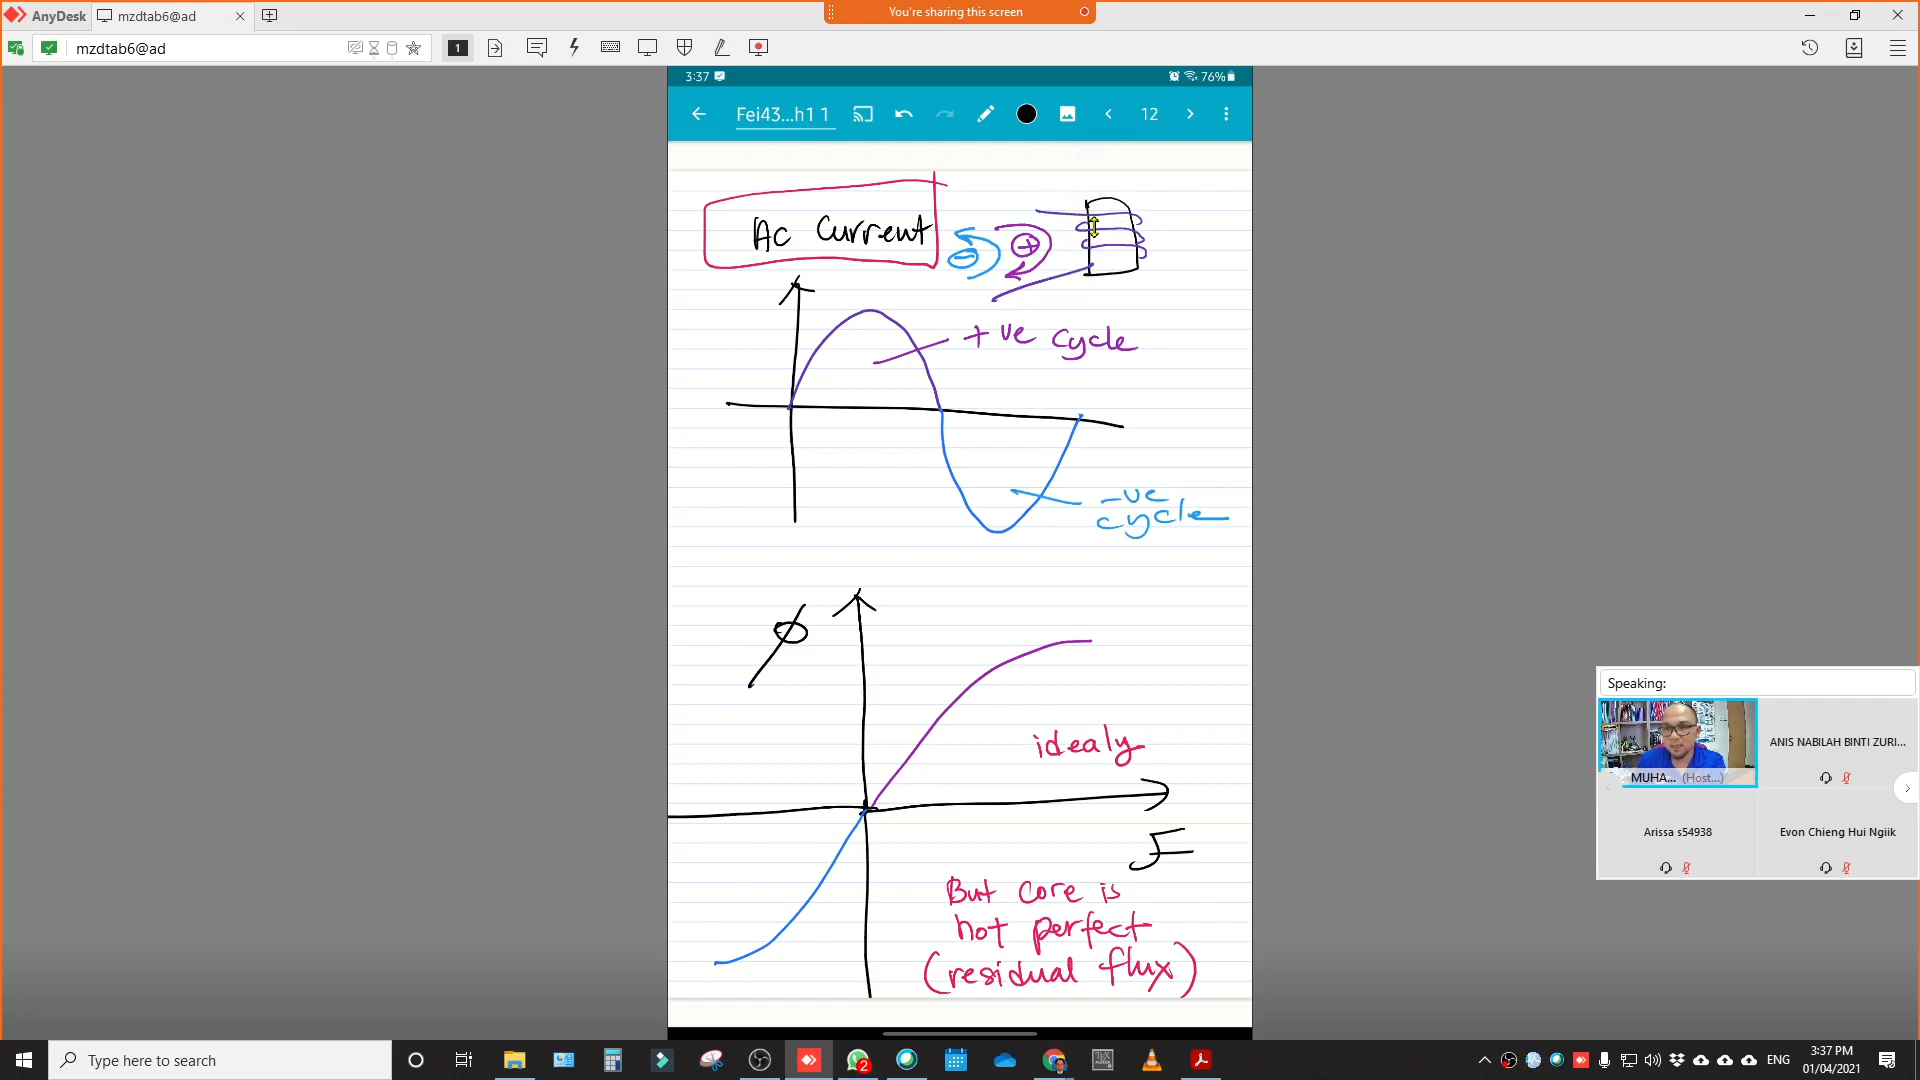 AnyDesk
mzdtab6@ad
You're sharing this screen
mzdtab6@ad
1
3:37
76%
Fei43...h1 1
12
Ac Current
-
+
+ve cycle
-ve
cycle
ϕ
idealy
F
But core is
not perfect
(residual flux)
Speaking:
MUHA... (Host...)
ANIS NABILAH BINTI ZURI...
Arissa s54938
Evon Chieng Hui Ngiik
Type here to search
2
ENG
3:37 PM
01/04/2021